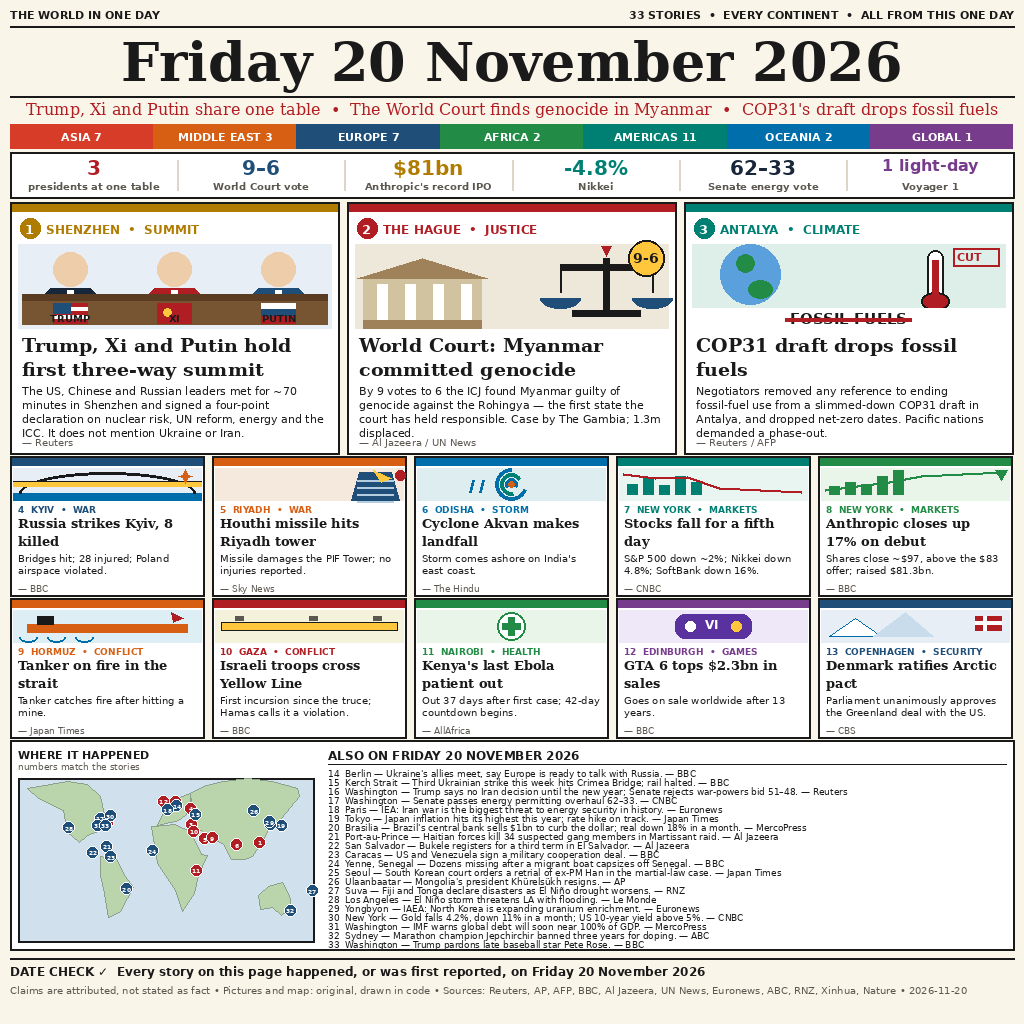 THE WORLD IN ONE DAY
33 STORIES • EVERY CONTINENT • ALL FROM THIS ONE DAY
Friday 20 November 2026
Trump, Xi and Putin share one table • The World Court finds genocide in Myanmar • COP31's draft drops fossil fuels
ASIA 7
MIDDLE EAST 3
EUROPE 7
AFRICA 2
AMERICAS 11
OCEANIA 2
GLOBAL 1
3
presidents at one table
9–6
World Court vote
$81bn
Anthropic's record IPO
-4.8%
Nikkei
62–33
Senate energy vote
1 light-day
Voyager 1
1 SHENZHEN • SUMMIT
TRUMP
XI
PUTIN
Trump, Xi and Putin hold
first three-way summit
The US, Chinese and Russian leaders met for ~70
minutes in Shenzhen and signed a four-point
declaration on nuclear risk, UN reform, energy and the
ICC. It does not mention Ukraine or Iran.
— Reuters
2 THE HAGUE • JUSTICE
9-6
World Court: Myanmar
committed genocide
By 9 votes to 6 the ICJ found Myanmar guilty of
genocide against the Rohingya — the first state the
court has held responsible. Case by The Gambia; 1.3m
displaced.
— Al Jazeera / UN News
3 ANTALYA • CLIMATE
CUT
FOSSIL FUELS
COP31 draft drops fossil
fuels
Negotiators removed any reference to ending
fossil-fuel use from a slimmed-down COP31 draft in
Antalya, and dropped net-zero dates. Pacific nations
demanded a phase-out.
— Reuters / AFP
4 KYIV • WAR
Russia strikes Kyiv, 8
killed
Bridges hit; 28 injured; Poland
airspace violated.
— BBC
5 RIYADH • WAR
Houthi missile hits
Riyadh tower
Missile damages the PIF Tower; no
injuries reported.
— Sky News
6 ODISHA • STORM
Cyclone Akvan makes
landfall
Storm comes ashore on India's
east coast.
— The Hindu
7 NEW YORK • MARKETS
Stocks fall for a fifth
day
S&P 500 down ~2%; Nikkei down
4.8%; SoftBank down 16%.
— CNBC
8 NEW YORK • MARKETS
Anthropic closes up
17% on debut
Shares close ~$97, above the $83
offer; raised $81.3bn.
— BBC
9 HORMUZ • CONFLICT
Tanker on fire in the
strait
Tanker catches fire after hitting a
mine.
— Japan Times
10 GAZA • CONFLICT
Israeli troops cross
Yellow Line
First incursion since the truce;
Hamas calls it a violation.
— BBC
11 NAIROBI • HEALTH
Kenya's last Ebola
patient out
Out 37 days after first case; 42-day
countdown begins.
— AllAfrica
VI
12 EDINBURGH • GAMES
GTA 6 tops $2.3bn in
sales
Goes on sale worldwide after 13
years.
— BBC
13 COPENHAGEN • SECURITY
Denmark ratifies Arctic
pact
Parliament unanimously approves
the Greenland deal with the US.
— CBS
WHERE IT HAPPENED
numbers match the stories
ALSO ON FRIDAY 20 NOVEMBER 2026
14 Berlin — Ukraine's allies meet, say Europe is ready to talk with Russia. — BBC
15 Kerch Strait — Third Ukrainian strike this week hits Crimea Bridge; rail halted. — BBC
16 Washington — Trump says no Iran decision until the new year; Senate rejects war-powers bid 51–48. — Reuters
17 Washington — Senate passes energy permitting overhaul 62–33. — CNBC
18 Paris — IEA: Iran war is the biggest threat to energy security in history. — Euronews
19 Tokyo — Japan inflation hits its highest this year; rate hike on track. — Japan Times
20 Brasilia — Brazil's central bank sells $1bn to curb the dollar; real down 18% in a month. — MercoPress
21 Port-au-Prince — Haitian forces kill 34 suspected gang members in Martissant raid. — Al Jazeera
22 San Salvador — Bukele registers for a third term in El Salvador. — Al Jazeera
23 Caracas — US and Venezuela sign a military cooperation deal. — BBC
24 Yenne, Senegal — Dozens missing after a migrant boat capsizes off Senegal. — BBC
25 Seoul — South Korean court orders a retrial of ex-PM Han in the martial-law case. — Japan Times
26 Ulaanbaatar — Mongolia's president Khürelsükh resigns. — AP
27 Suva — Fiji and Tonga declare disasters as El Niño drought worsens. — RNZ
28 Los Angeles — El Niño storm threatens LA with flooding. — Le Monde
29 Yongbyon — IAEA: North Korea is expanding uranium enrichment. — Euronews
30 New York — Gold falls 4.2%, down 11% in a month; US 10-year yield above 5%. — CNBC
31 Washington — IMF warns global debt will soon near 100% of GDP. — MercoPress
32 Sydney — Marathon champion Jepchirchir banned three years for doping. — ABC
33 Washington — Trump pardons late baseball star Pete Rose. — BBC
DATE CHECK ✓ Every story on this page happened, or was first reported, on Friday 20 November 2026
Claims are attributed, not stated as fact • Pictures and map: original, drawn in code • Sources: Reuters, AP, AFP, BBC, Al Jazeera, UN News, Euronews, ABC, RNZ, Xinhua, Nature • 2026-11-20